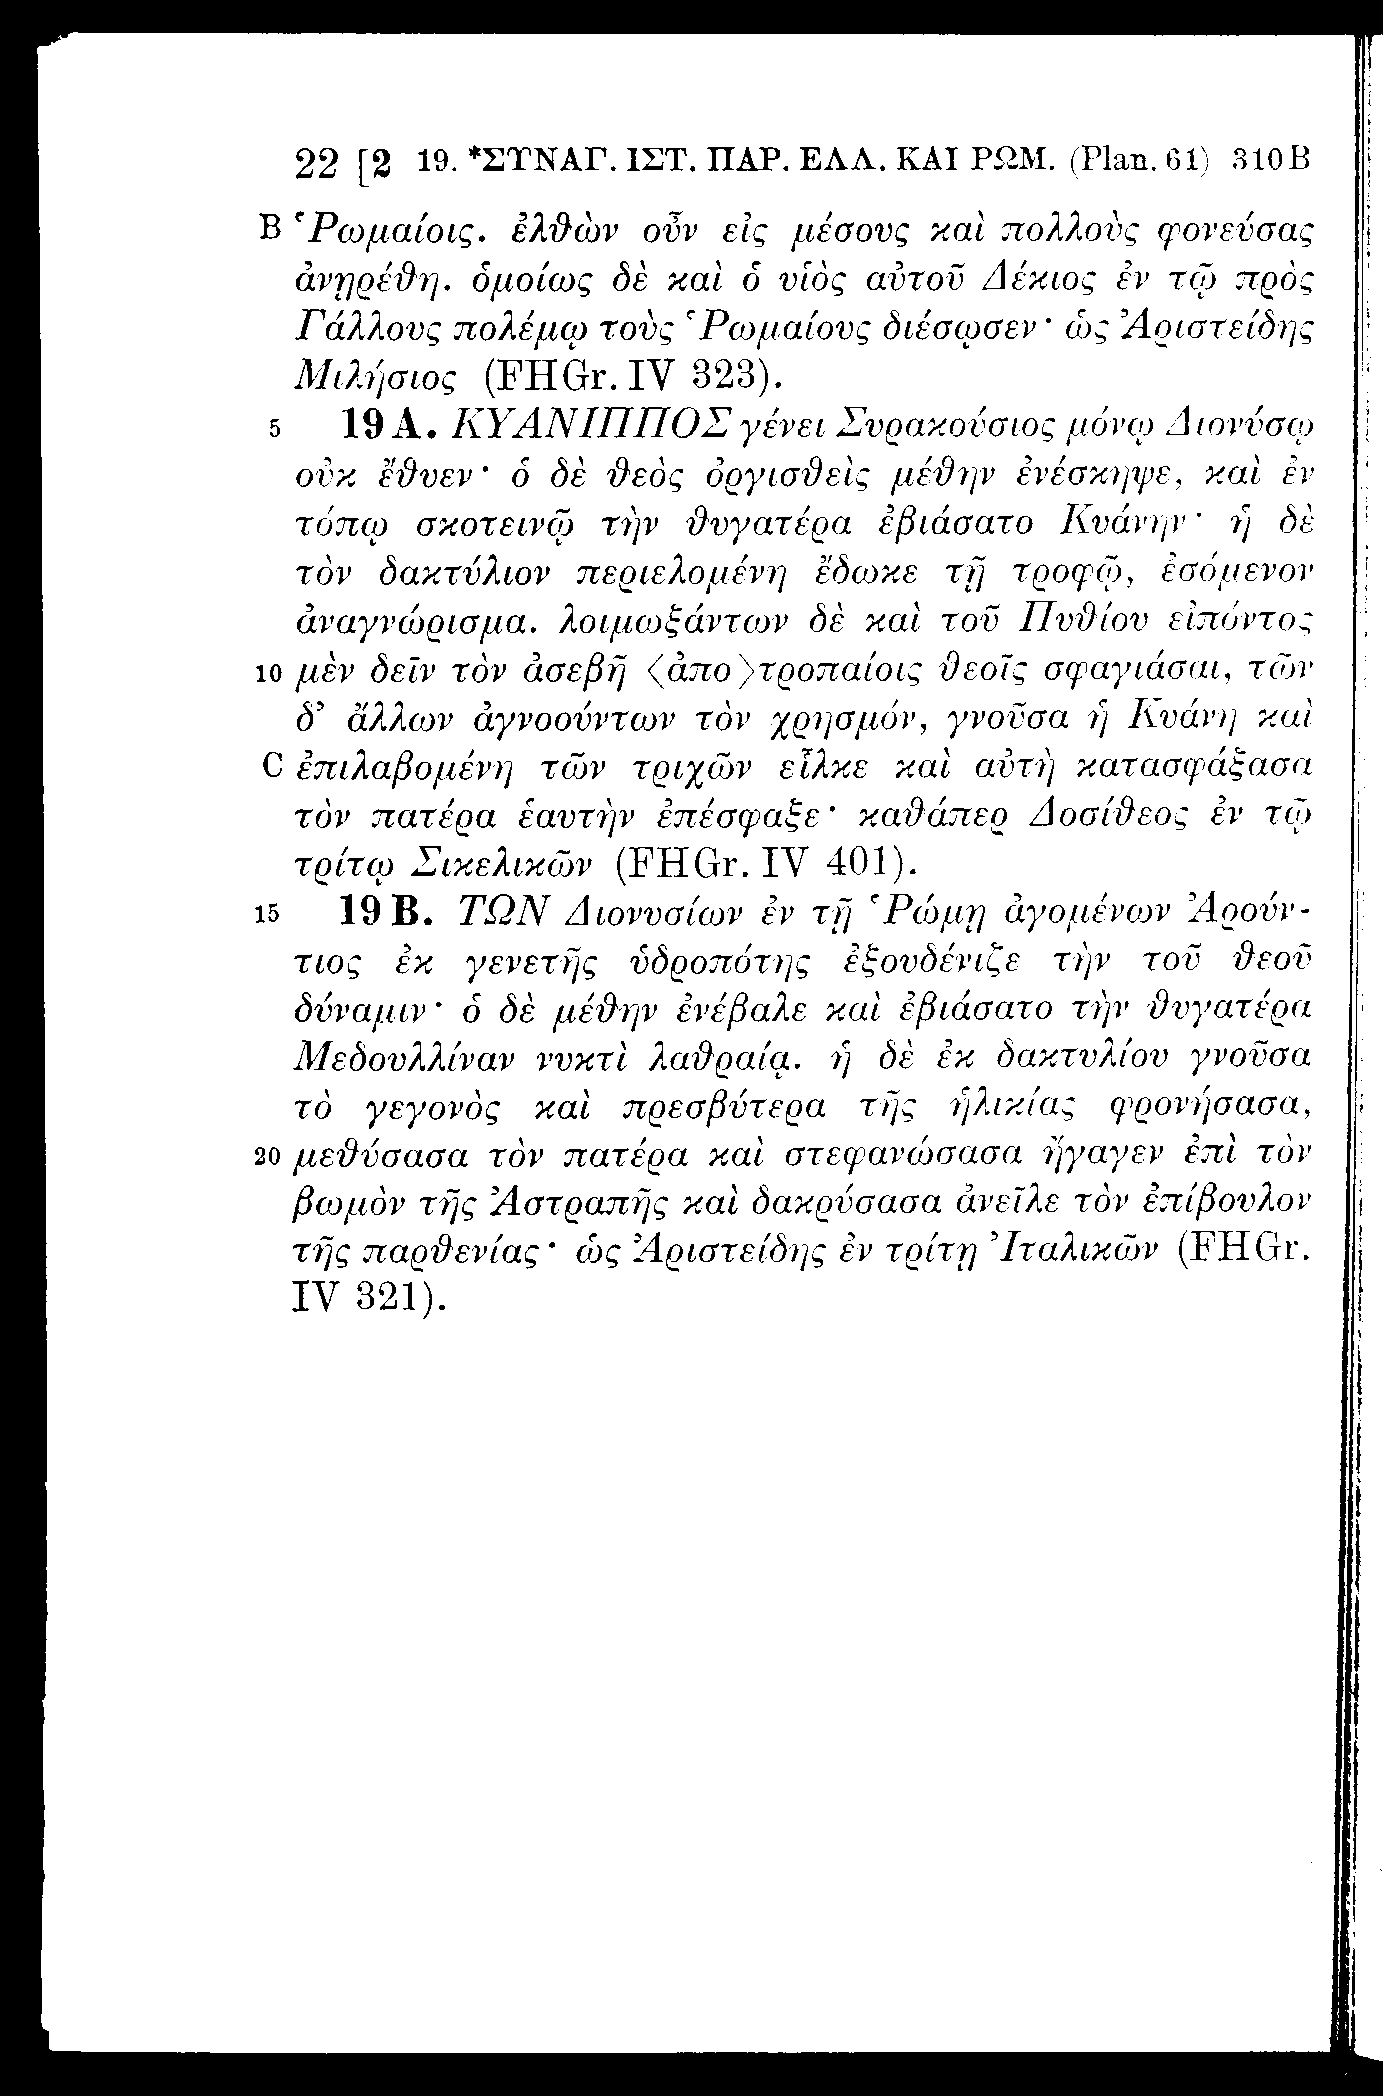 22 [2 19. *ΣΥΝΑΓ. ΙΣΤ. ΠΑΡ. ΕΛΛ. ΚΑΙ ΡΩΜ. (Plan. 61) 310 B
B Ῥωμαίοις. ἐλθὼν οὖν εἰς μέσους καὶ πολλοὺς φονεύσας
ἀνῃρέθη. ὁμοίως δὲ καὶ ὁ υἱὸς αὐτοῦ Δέκιος ἐν τῷ πρὸς
Γάλλους πολέμῳ τοὺς Ῥωμαίους διέσῳσεν· ὡς Ἀριστείδης
Μιλήσιος (FHGr. IV 323).
5 19 A. ΚΥΑΝΙΠΠΟΣ γένει Συρακούσιος μόνῳ Διονύσῳ
οὐκ ἔθυεν· ὁ δὲ θεὸς ὀργισθεὶς μέθην ἐνέσκηψε, καὶ ἐν
τόπῳ σκοτεινῷ τὴν θυγατέρα ἐβιάσατο Κυάνην· ἡ δὲ
τὸν δακτύλιον περιελομένη ἔδωκε τῇ τροφῷ, ἐσόμενον
ἀναγνώρισμα. λοιμωξάντων δὲ καὶ τοῦ Πυθίου εἰπόντος
10 μὲν δεῖν τὸν ἀσεβῆ 〈ἀπο〉τροπαίοις θεοῖς σφαγιάσαι, τῶν
δ’ ἄλλων ἀγνοούντων τὸν χρησμόν, γνοῦσα ἡ Κυάνη καὶ
C ἐπιλαβομένη τῶν τριχῶν εἷλκε καὶ αὐτὴ κατασφάξασα
τὸν πατέρα ἑαυτὴν ἐπέσφαξε· καθάπερ Δοσίθεος ἐν τῷ
τρίτῳ Σικελικῶν (FHGr. IV 401).
15 19 B. ΤΩΝ Διονυσίων ἐν τῇ Ῥώμῃ ἀγομένων Ἀρούν-
τιος ἐκ γενετῆς ὑδροπότης ἐξουδένιζε τὴν τοῦ θεοῦ
δύναμιν· ὁ δὲ μέθην ἐνέβαλε καὶ ἐβιάσατο τὴν θυγατέρα
Μεδουλλίναν νυκτὶ λαθραίᾳ. ἡ δὲ ἐκ δακτυλίου γνοῦσα
τὸ γεγονὸς καὶ πρεσβύτερα τῆς ἡλικίας φρονήσασα,
20 μεθύσασα τὸν πατέρα καὶ στεφανώσασα ἤγαγεν ἐπὶ τὸν
βωμὸν τῆς Ἀστραπῆς καὶ δακρύσασα ἀνεῖλε τὸν ἐπίβουλον
τῆς παρθενίας· ὡς Ἀριστείδης ἐν τρίτῃ Ἰταλικῶν (FHGr.
IV 321).